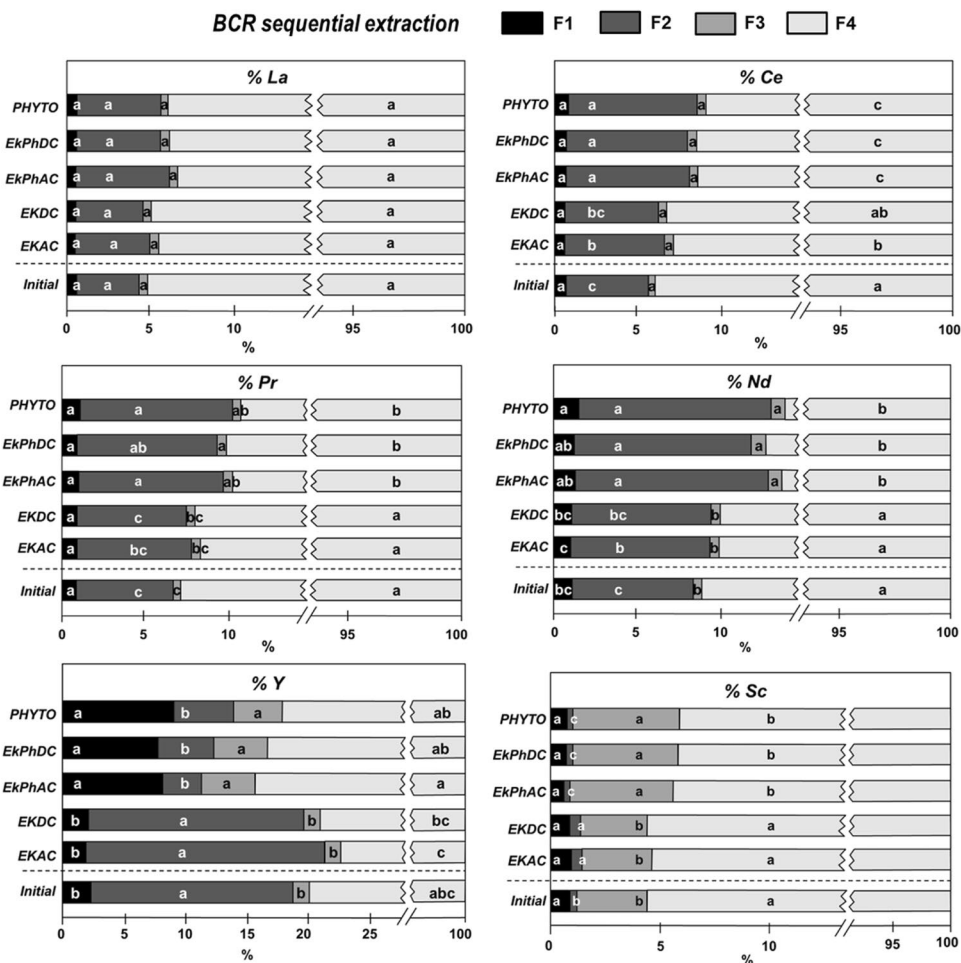 BCR sequential extraction F1 F2 F3 F4
% La
PHYTO a a a a
EkPhDC a a a a
EkPhAC a a a a
EKDC a a a a
EKAC a a a a
Initial a a a a
0 5 10 95 100
%
% Ce
PHYTO a a a c
EkPhDC a a a c
EkPhAC a a a c
EKDC a bc a ab
EKAC a b a b
Initial a c a a
0 5 10 95 100
%
% Pr
PHYTO a a ab b
EkPhDC a ab a b
EkPhAC a a ab b
EKDC a c bc a
EKAC a bc bc a
Initial a c c a
0 5 10 95 100
%
% Nd
PHYTO a a a b
EkPhDC ab a a b
EkPhAC ab a a b
EKDC bc bc b a
EKAC c b b a
Initial bc c b a
0 5 10 95 100
%
% Y
PHYTO a b a ab
EkPhDC a b a ab
EkPhAC a b a a
EKDC b a b bc
EKAC b a b c
Initial b a b abc
0 5 10 15 20 25 100
%
% Sc
PHYTO a c a b
EkPhDC a c a b
EkPhAC a c a b
EKDC a a b a
EKAC a a b a
Initial a b b a
0 5 10 95 100
%